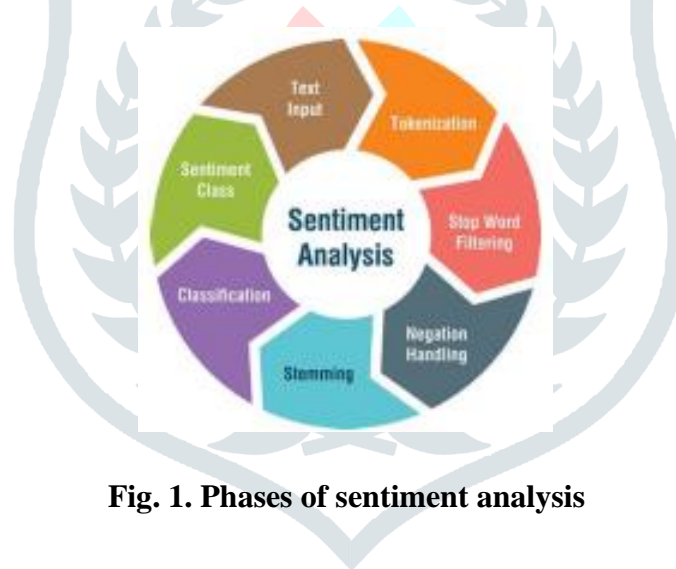 Text
Input
Tokenization
Stop Word
Filtering
Negation
Handling
Stemming
Classification
Sentiment
Class
Sentiment
Analysis
Fig. 1. Phases of sentiment analysis